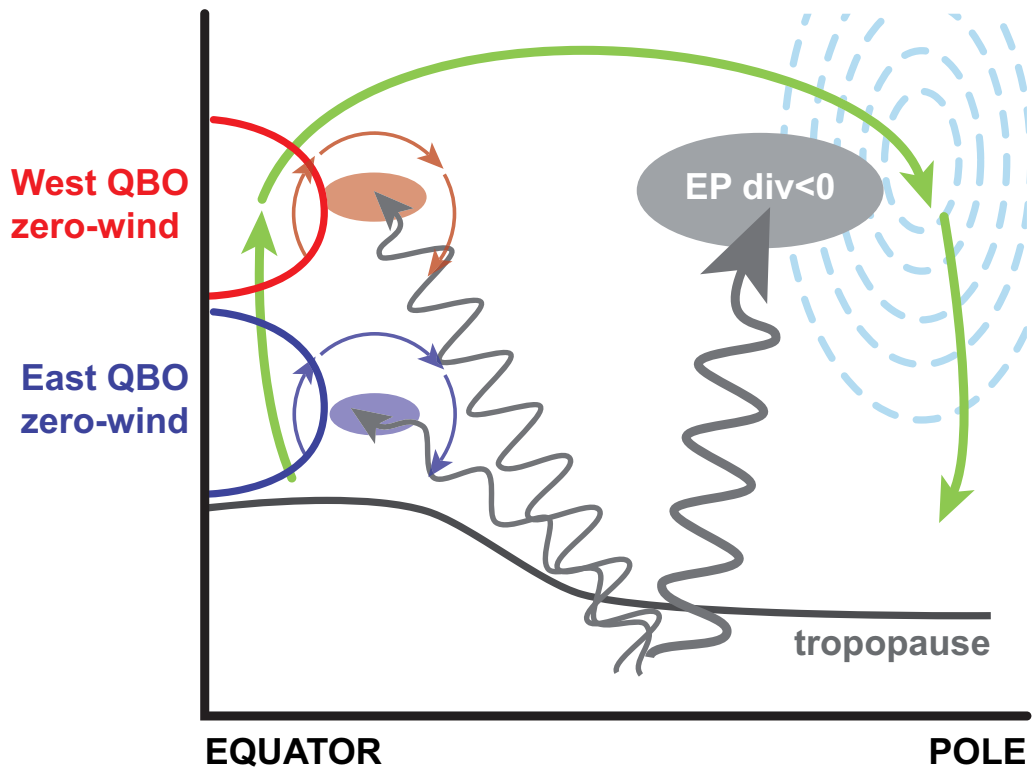 West QBO
zero-wind
EP div<0
East QBO
zero-wind
tropopause
EQUATOR
POLE